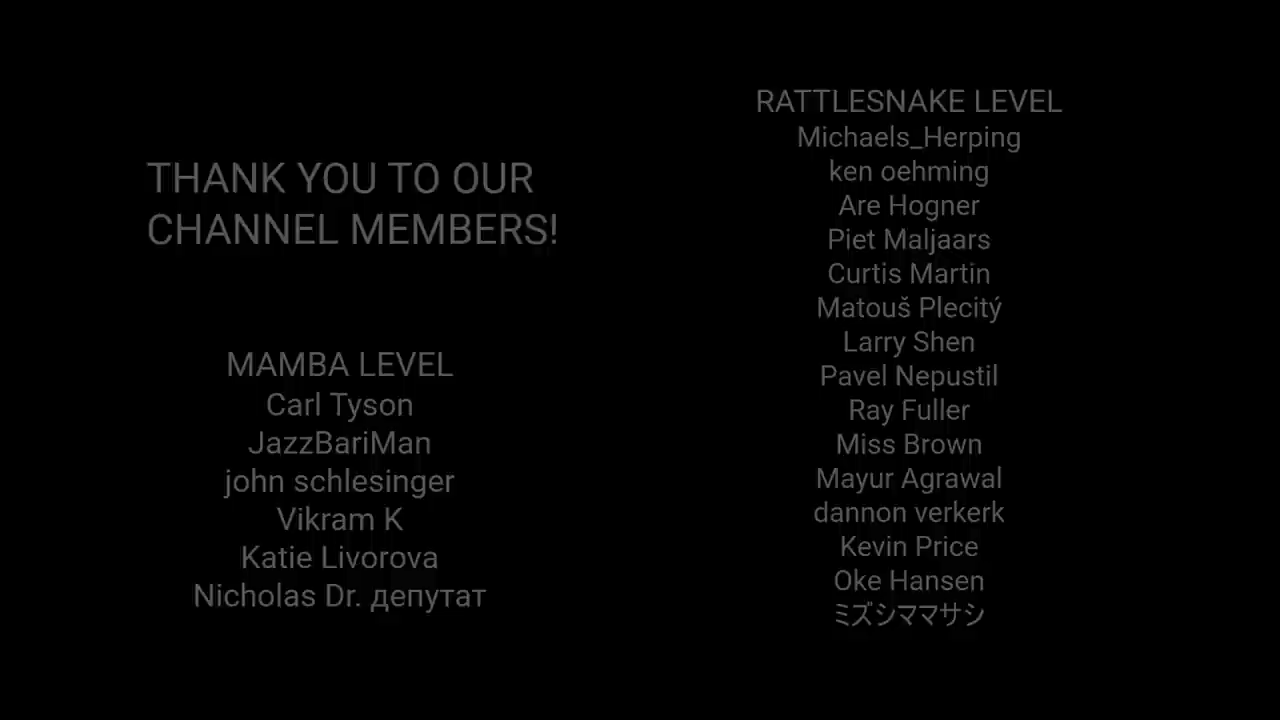 THANK YOU TO OUR
CHANNEL MEMBERS!
MAMBA LEVEL
Carl Tyson
JazzBariMan
john schlesinger
Vikram K
Katie Livorova
Nicholas Dr. депутат
RATTLESNAKE LEVEL
Michaels_Herping
ken oehming
Are Hogner
Piet Maljaars
Curtis Martin
Matouš Plecitý
Larry Shen
Pavel Nepustil
Ray Fuller
Miss Brown
Mayur Agrawal
dannon verkerk
Kevin Price
Oke Hansen
ミズシママサシ